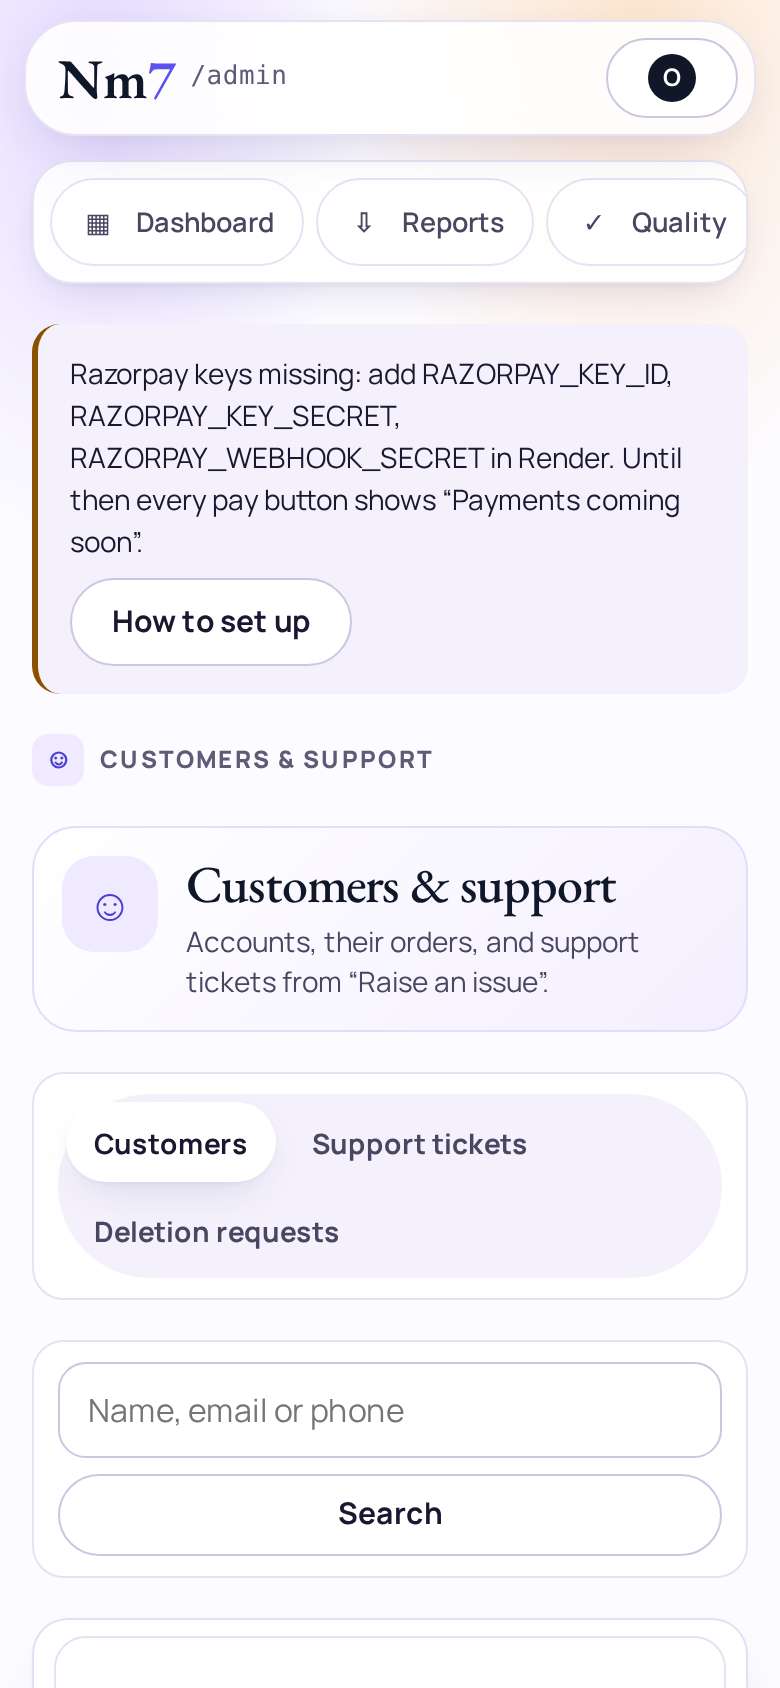 Nm7 /admin
O
Dashboard
Reports
✓ Quality
Razorpay keys missing: add RAZORPAY_KEY_ID,
RAZORPAY_KEY_SECRET,
RAZORPAY_WEBHOOK_SECRET in Render. Until
then every pay button shows “Payments coming
soon”.
How to set up
CUSTOMERS & SUPPORT
Customers & support
Accounts, their orders, and support
tickets from “Raise an issue”.
Customers
Support tickets
Deletion requests
Name, email or phone
Search